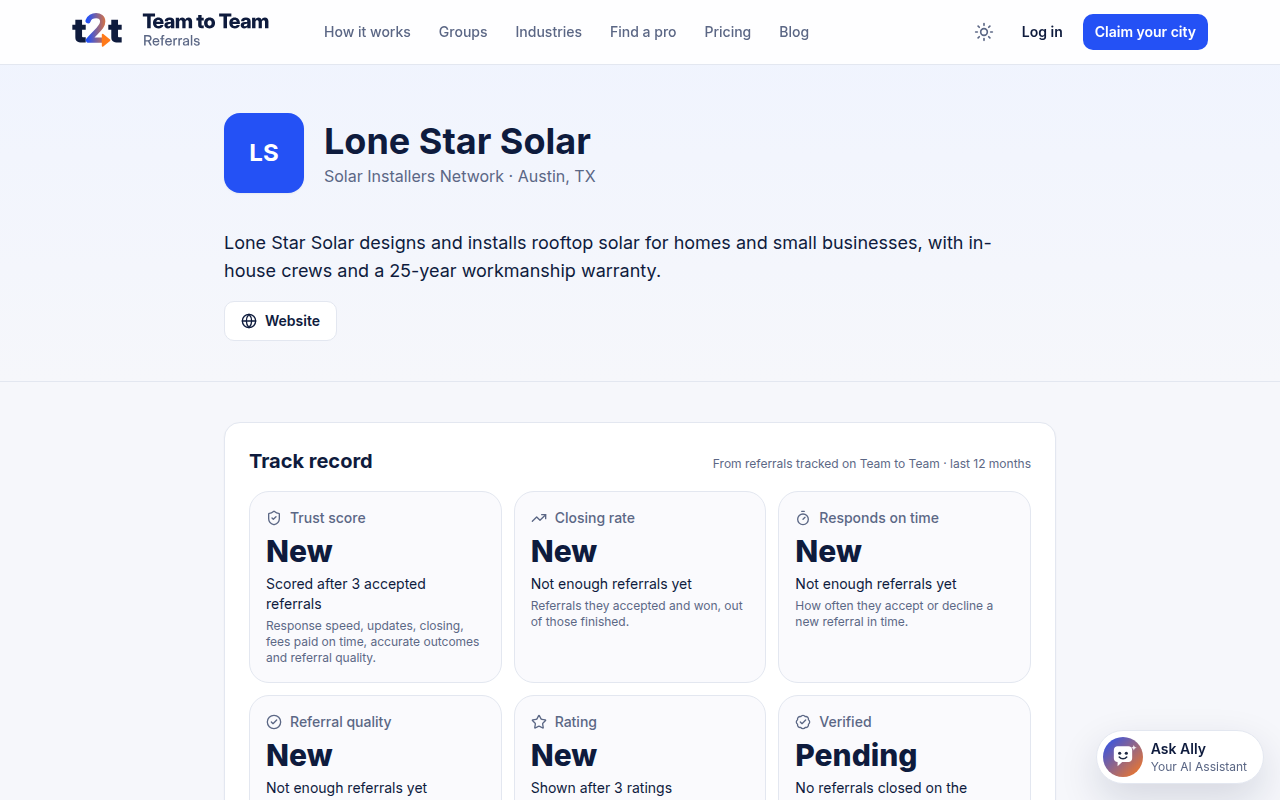 t2t Team to Team
Referrals
How it works Groups Industries Find a pro Pricing Blog
Log in
Claim your city
LS
Lone Star Solar
Solar Installers Network · Austin, TX
Lone Star Solar designs and installs rooftop solar for homes and small businesses, with in-
house crews and a 25-year workmanship warranty.
Website
Track record
From referrals tracked on Team to Team · last 12 months
Trust score
New
Scored after 3 accepted
referrals
Response speed, updates, closing,
fees paid on time, accurate outcomes
and referral quality.
Closing rate
New
Not enough referrals yet
Referrals they accepted and won, out
of those finished.
Responds on time
New
Not enough referrals yet
How often they accept or decline a
new referral in time.
Referral quality
New
Not enough referrals yet
Rating
New
Shown after 3 ratings
Verified
Pending
No referrals closed on the
Ask Ally
Your AI Assistant